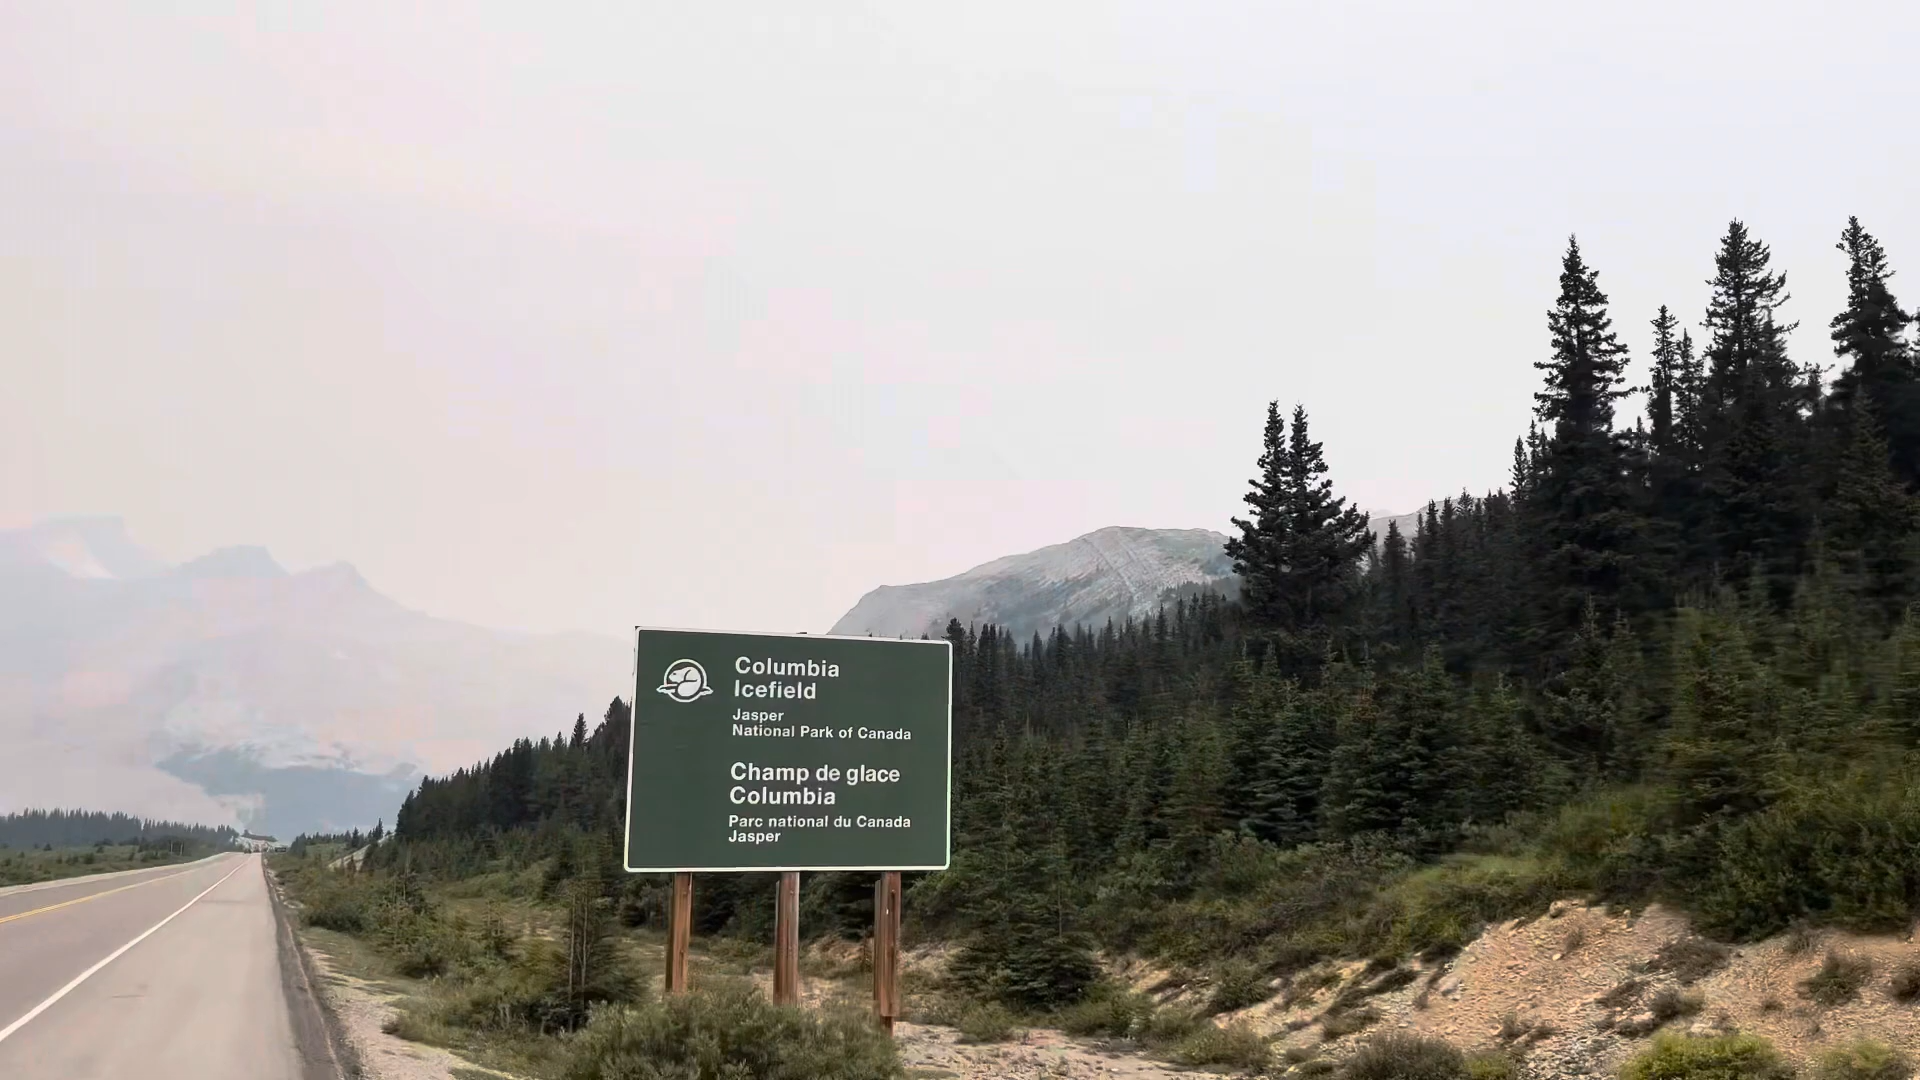 Columbia
Icefield
Jasper
National Park of Canada
Champ de glace
Columbia
Parc national du Canada
Jasper